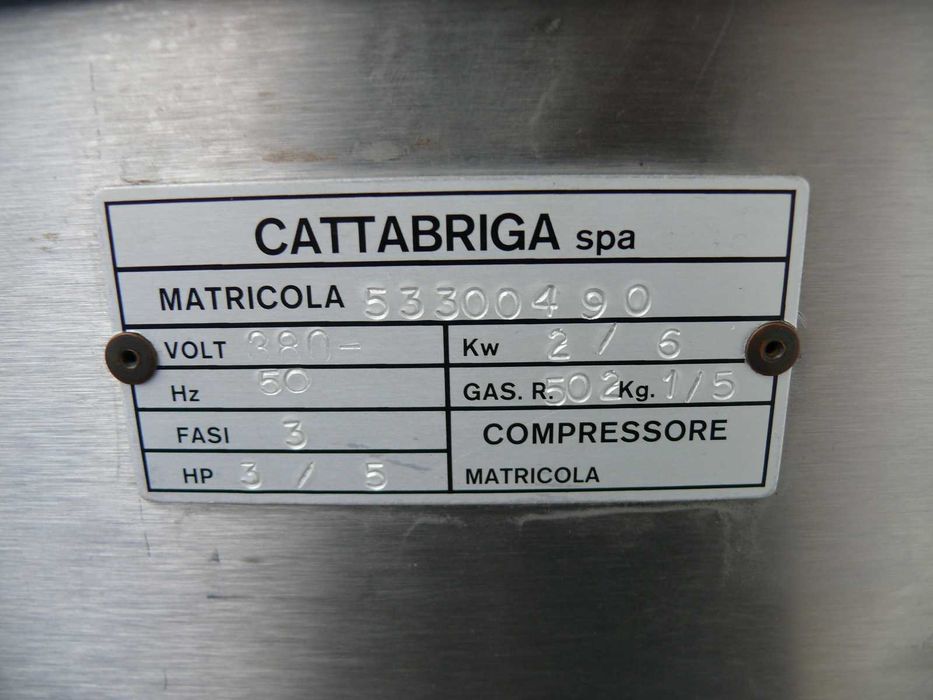 CATTABRIGA spa
MATRICOLA 53300490
VOLT 380-
Kw 2 / 6
Hz 50
GAS. R. 502 Kg. 1/5
FASI 3
HP 3 / 5
COMPRESSORE
MATRICOLA